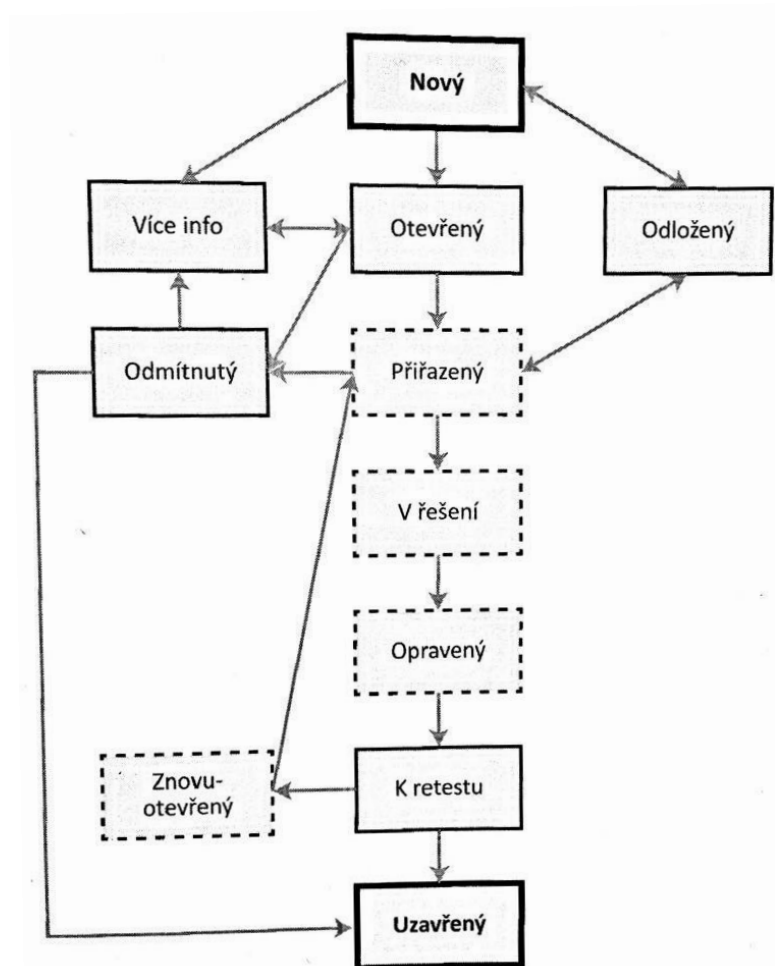 Nový
Více info
Otevřený
Odložený
Odmítnutý
Přiřazený
V řešení
Opravený
Znovu-
otevřený
K retestu
Uzavřený